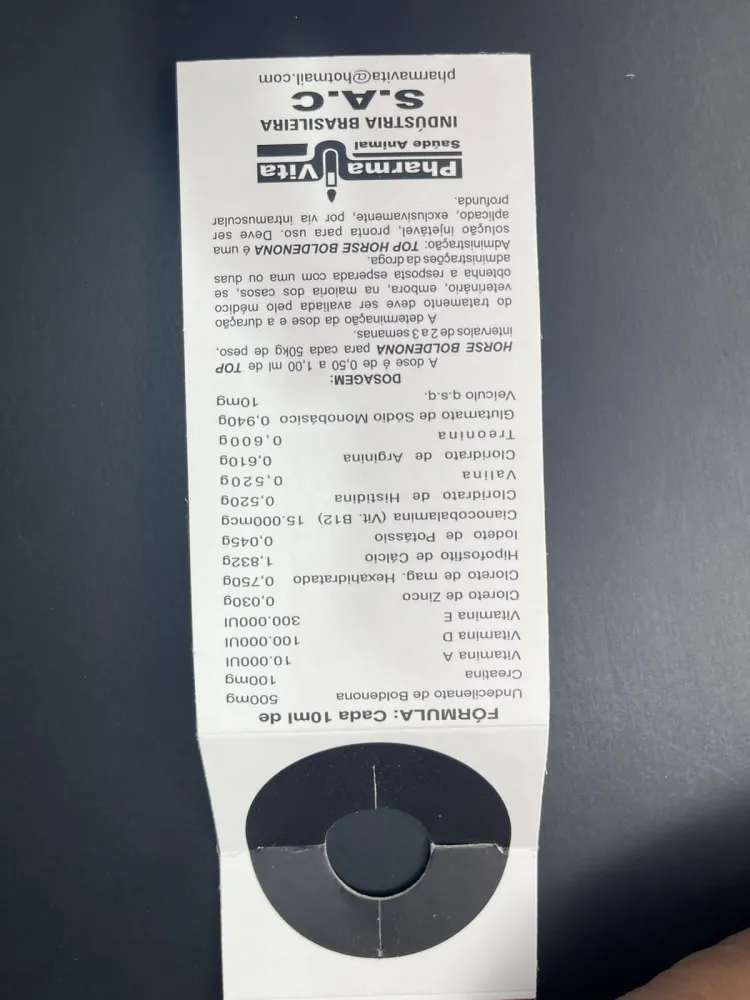 FÓRMULA: Cada 10ml de
Undecilenato de Boldenona 500mg
Creatina 100mg
Vitamina A 10.000UI
Vitamina D 100.000UI
Vitamina E 300.000UI
Cloreto de Zinco 0,030g
Cloreto de mag. Hexahidratado 0,750g
Hipofosfito de Cálcio 1,832g
Iodeto de Potássio 0,045g
Cianocobalamina (Vit. B12) 15.000mcg
Cloridrato de Histidina 0,520g
Valina 0,520g
Cloridrato de Arginina 0,610g
Treonina 0,600g
Glutamato de Sódio Monobásico 0,940g
Veículo q.s.q. 10mg
DOSAGEM:
A dose é de 0,50 a 1,00 ml de TOP
HORSE BOLDENONA para cada 50kg de peso,
intervalos de 2 a 3 semanas.
A determinação da dose e a duração
do tratamento deve ser avaliada pelo médico
veterinário, embora, na maioria dos casos, se
obtenha a resposta esperada com uma ou duas
administrações da droga.
Administração: TOP HORSE BOLDENONA é uma
solução injetável, pronta para uso. Deve ser
aplicado, exclusivamente, por via intramuscular
profunda.
Pharma Vita
Saúde Animal
INDÚSTRIA BRASILEIRA
S.A.C
pharmavita@hotmail.com